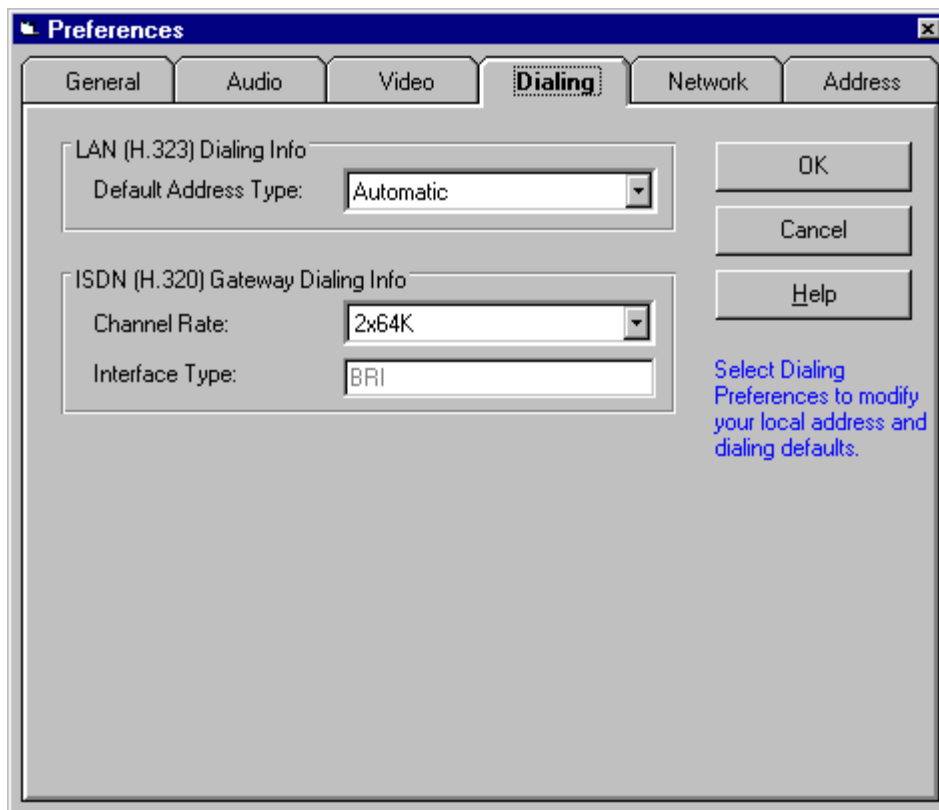 Preferences
General
Audio
Video
Dialing
Network
Address
LAN (H.323) Dialing Info
Default Address Type:
Automatic
ISDN (H.320) Gateway Dialing Info
Channel Rate:
2x64K
Interface Type:
BRI
OK
Cancel
Help
Select Dialing
Preferences to modify
your local address and
dialing defaults.